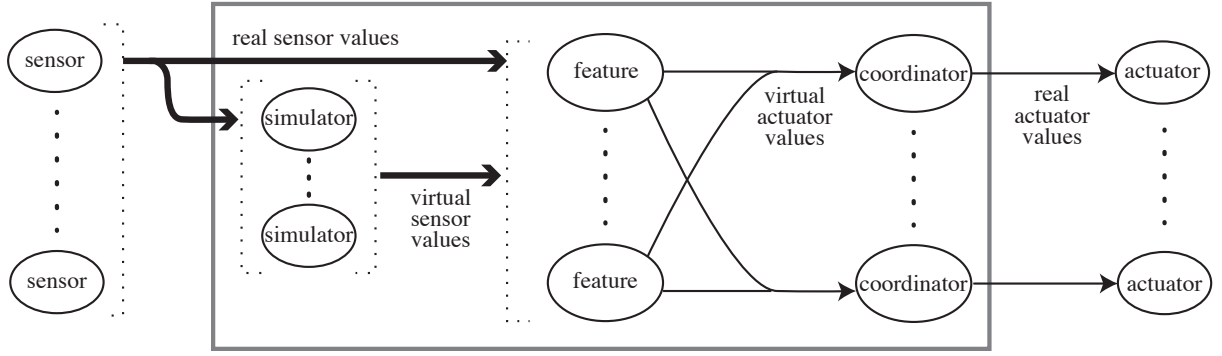 real sensor values
sensor
simulator
simulator
sensor
virtual
sensor
values
feature
feature
virtual
actuator
values
coordinator
coordinator
real
actuator
values
actuator
actuator